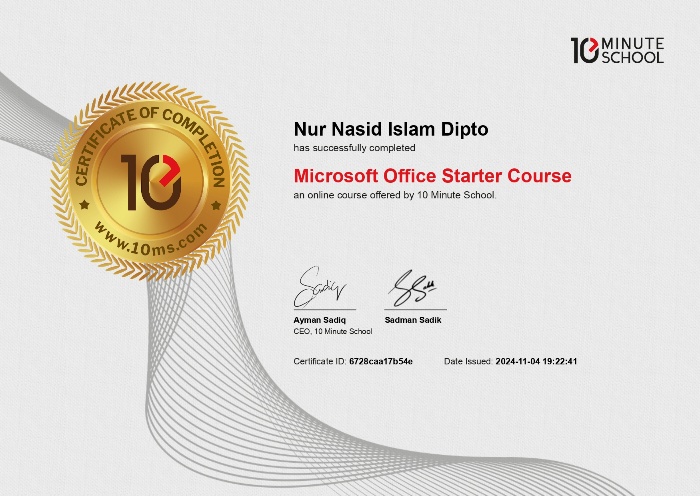 10 MINUTE
SCHOOL
CERTIFICATE OF COMPLETION
10
www.10ms.com
Nur Nasid Islam Dipto
has successfully completed
Microsoft Office Starter Course
an online course offered by 10 Minute School.
Sadiq
Ayman Sadiq
CEO, 10 Minute School
Sadman Sadik
Certificate ID: 6728caa17b54e
Date Issued: 2024-11-04 19:22:41